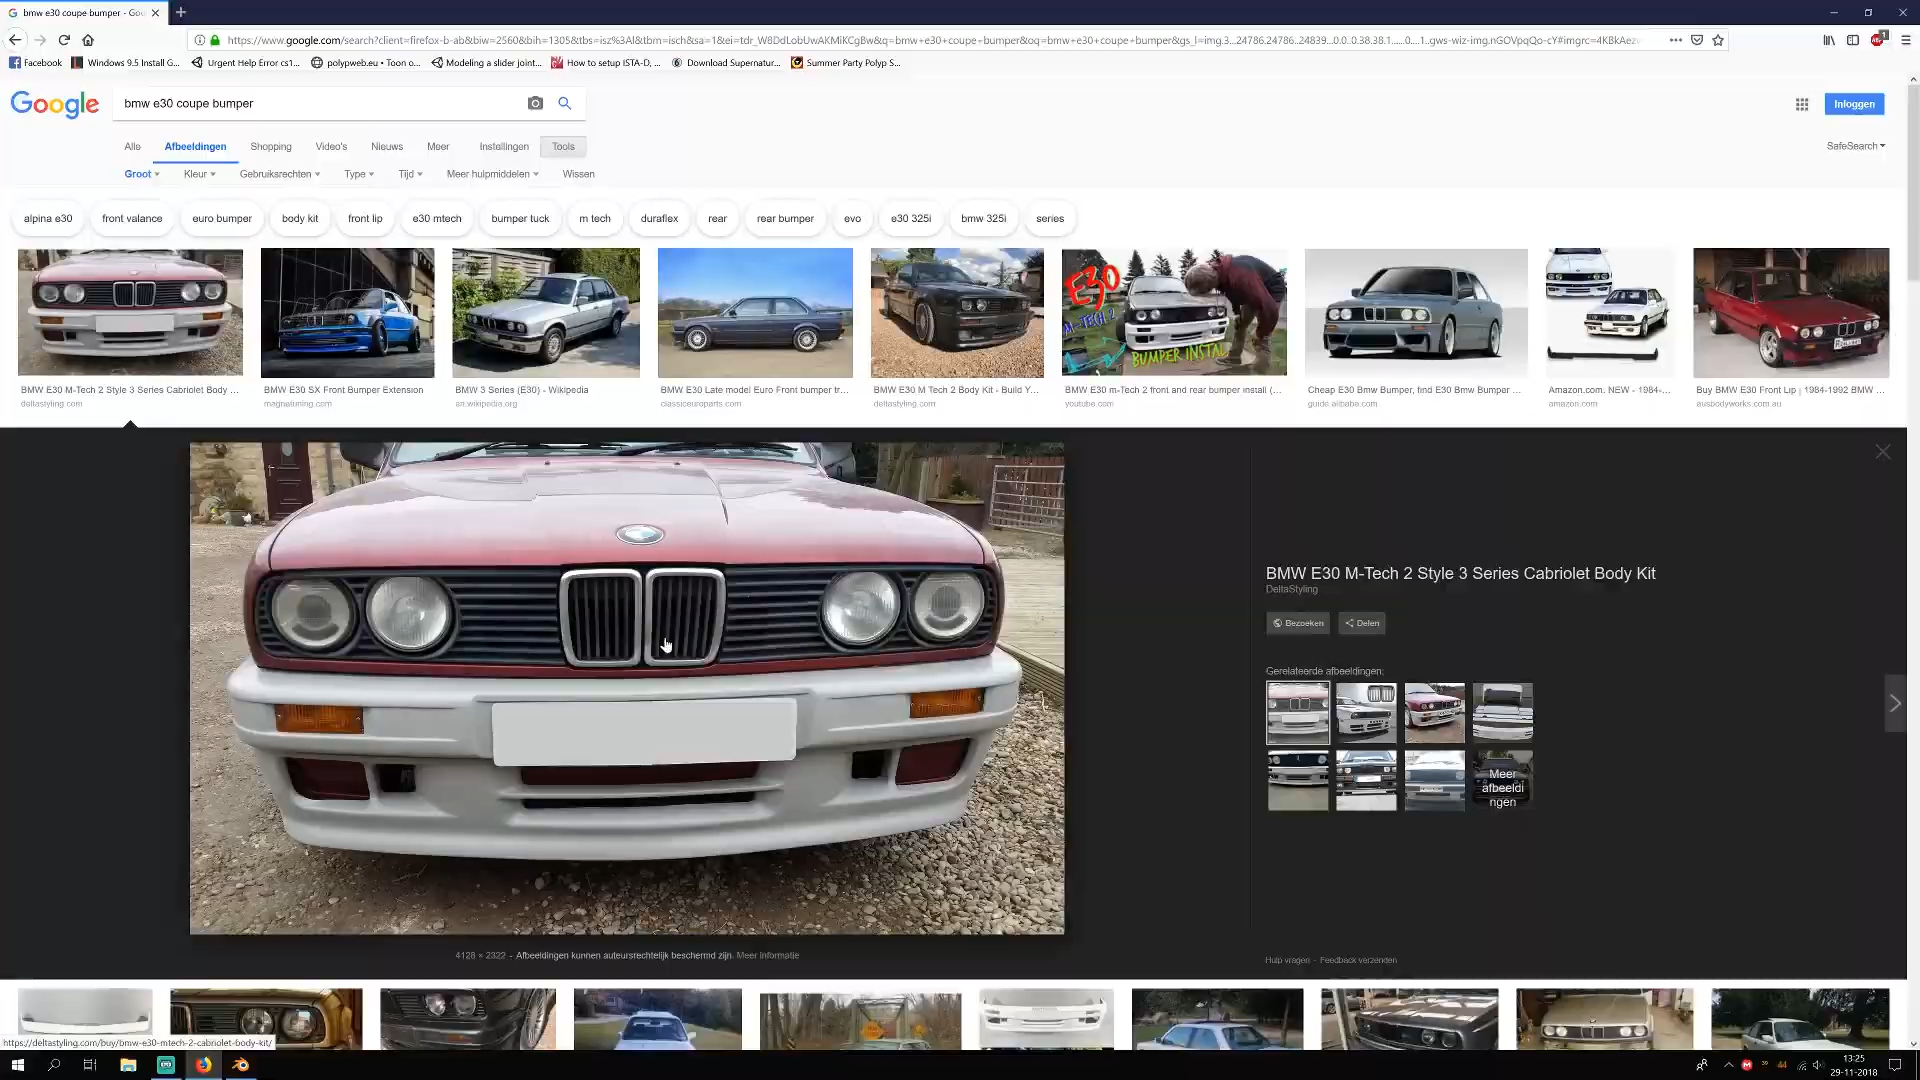 bmw e30 coupe bumper - Goo
https://www.google.com/search?client=firefox-b-ab&biw=2560&bih=1305&tbs=isz%3Al&tbm=isch&sa=1&ei=tdr_W8DdLobUwAKMiKCgBw&q=bmw+e30+coupe+bumper&oq=bmw+e30+coupe+bumper&gs_l=img.3...24786.24786..24839...0.0..0.38.38.1......0....1..gws-wiz-img.nGOVpqQo-cY#imgrc=4KBkAezv
Facebook Windows 9.5 Install G... Urgent Help Error cs1... polypweb.eu • Toon o... Modeling a slider joint... How to setup ISTA-D, ... Download Supernatur... Summer Party Polyp S...
Google bmw e30 coupe bumper Inloggen
Alle Afbeeldingen Shopping Video's Nieuws Meer Instellingen Tools SafeSearch
Groot Kleur Gebruiksrechten Type Tijd Meer hulpmiddelen Wissen
alpina e30 front valance euro bumper body kit front lip e30 mtech bumper tuck m tech duraflex rear rear bumper evo e30 325i bmw 325i series
E30
M-TECH 2
BUMPER INSTAL
BMW E30 M-Tech 2 Style 3 Series Cabriolet Body ... BMW E30 SX Front Bumper Extension BMW 3 Series (E30) - Wikipedia BMW E30 Late model Euro Front bumper tr... BMW E30 M Tech 2 Body Kit - Build Y... BMW E30 m-Tech 2 front and rear bumper install (... Cheap E30 Bmw Bumper, find E30 Bmw Bumper ... Amazon.com: NEW - 1984-... Buy BMW E30 Front Lip | 1984-1992 BMW ...
deltastyling.com magnatuning.com an.wikipedia.org classiceuroparts.com deltastyling.com youtube.com guide.alibaba.com amazon.com ausbodyworks.com.au
BMW E30 M-Tech 2 Style 3 Series Cabriolet Body Kit
DeltaStyling
Bezoeken Delen
Gerelateerde afbeeldingen:
Meer
afbeeldi
ngen
4128 × 2322 - Afbeeldingen kunnen auteursrechtelijk beschermd zijn. Meer informatie
Hulp vragen - Feedback verzenden
https://deltastyling.com/buy/bmw-e30-mtech-2-cabriolet-body-kit/
44
13:25
29-11-2018